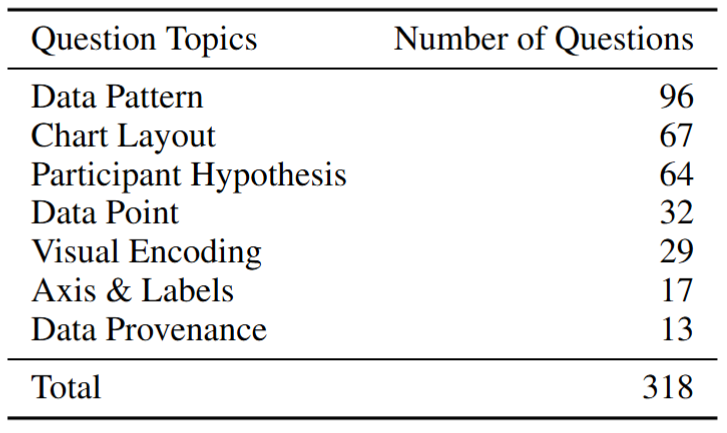 Question Topics Number of Questions
Data Pattern 96
Chart Layout 67
Participant Hypothesis 64
Data Point 32
Visual Encoding 29
Axis & Labels 17
Data Provenance 13
Total 318